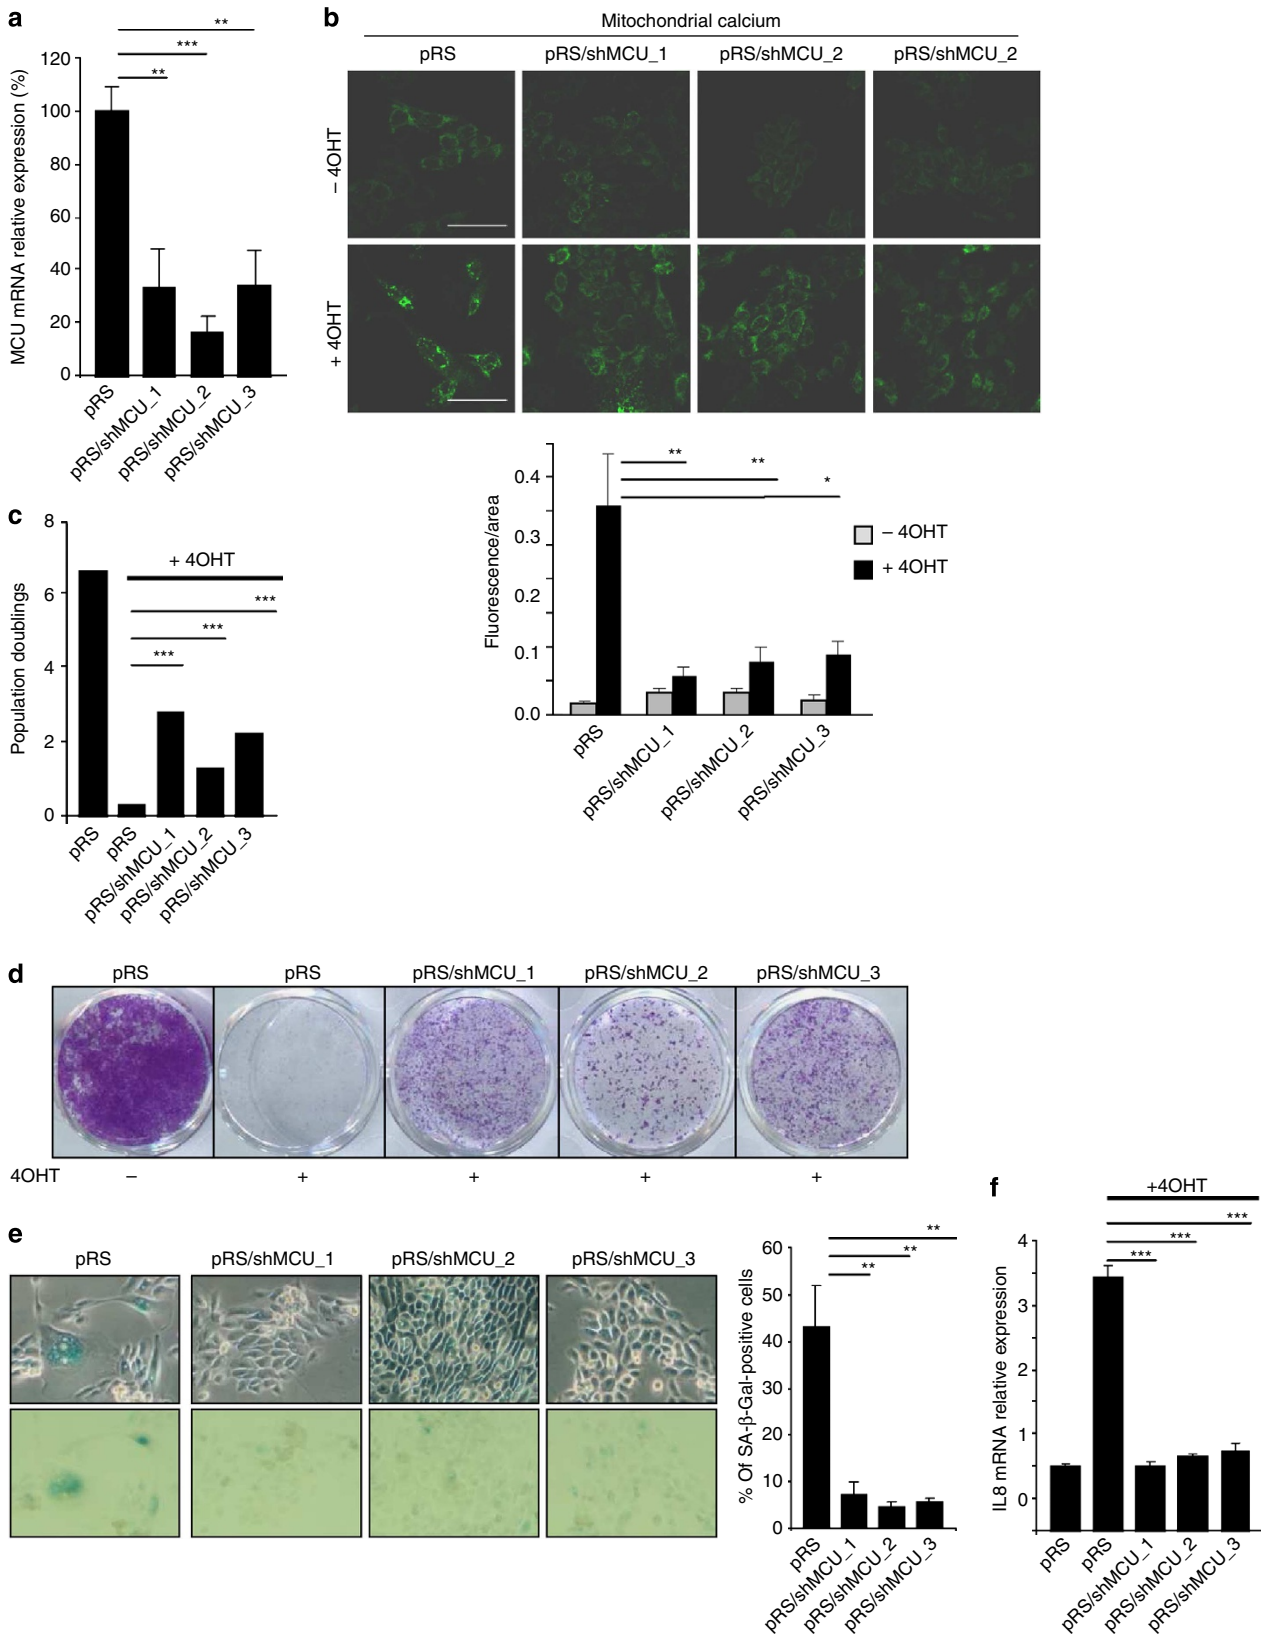 a
**
***
**
MCU mRNA relative expression (%)
120
100
80
60
40
20
0
pRS
pRS/shMCU_1
pRS/shMCU_2
pRS/shMCU_3
b
Mitochondrial calcium
pRS
pRS/shMCU_1
pRS/shMCU_2
pRS/shMCU_2
– 4OHT
+ 4OHT
Fluorescence/area
0.4
0.3
0.2
0.1
0.0
**
**
*
– 4OHT
+ 4OHT
pRS
pRS/shMCU_1
pRS/shMCU_2
pRS/shMCU_3
c
Population doublings
8
6
4
2
0
+ 4OHT
***
***
***
pRS
pRS
pRS/shMCU_1
pRS/shMCU_2
pRS/shMCU_3
d
pRS
pRS
pRS/shMCU_1
pRS/shMCU_2
pRS/shMCU_3
4OHT – + + + +
e
pRS
pRS/shMCU_1
pRS/shMCU_2
pRS/shMCU_3
% Of SA-β-Gal-positive cells
60
50
40
30
20
10
0
**
**
**
pRS
pRS/shMCU_1
pRS/shMCU_2
pRS/shMCU_3
f
+4OHT
***
***
***
IL8 mRNA relative expression
4
3
2
1
0
pRS
pRS
pRS/shMCU_1
pRS/shMCU_2
pRS/shMCU_3